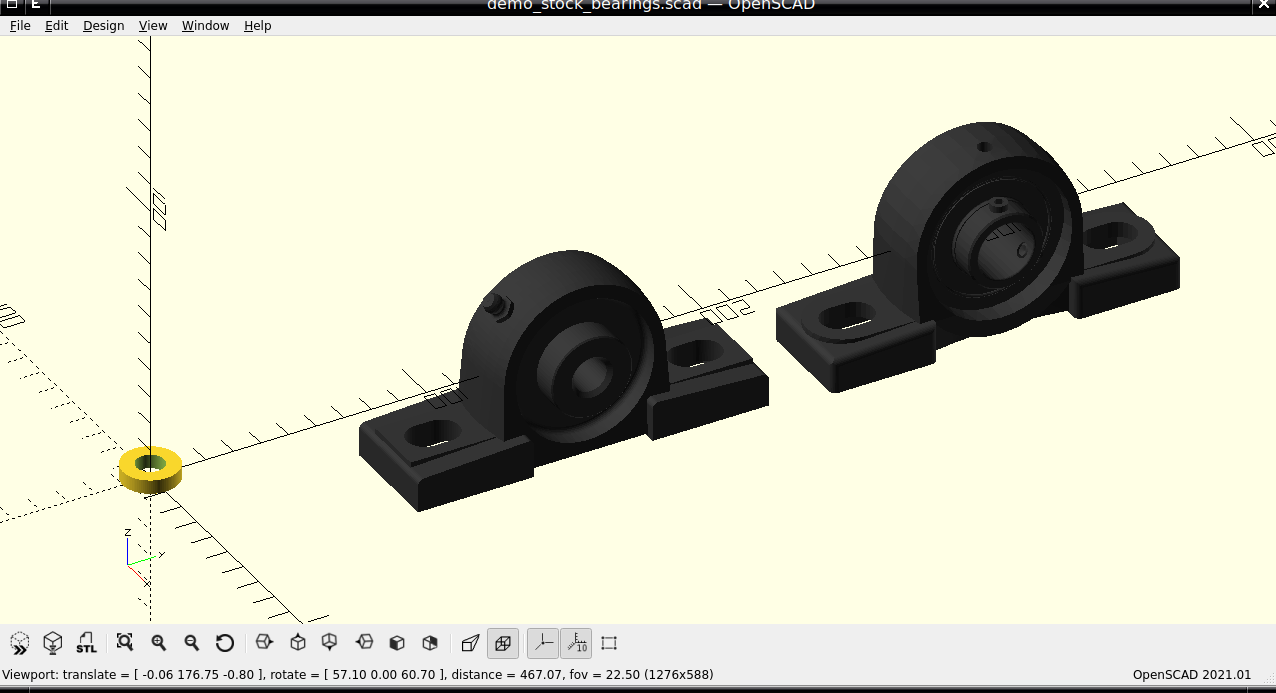 demo_stock_bearings.scad — OpenSCAD
File Edit Design View Window Help
100
200
Z
Y
X
STL
10
Viewport: translate = [ -0.06 176.75 -0.80 ], rotate = [ 57.10 0.00 60.70 ], distance = 467.07, fov = 22.50 (1276x588)
OpenSCAD 2021.01